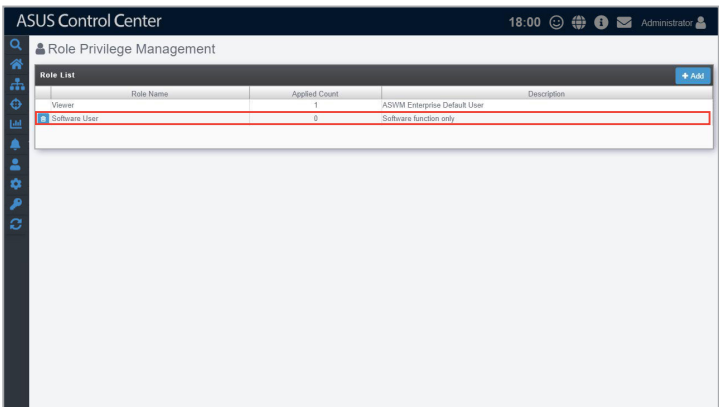 ASUS Control Center 18:00 Administrator
Role Privilege Management
Role List + Add
Role Name Applied Count Description
Viewer 1 ASWM Enterprise Default User
Software User 0 Software function only